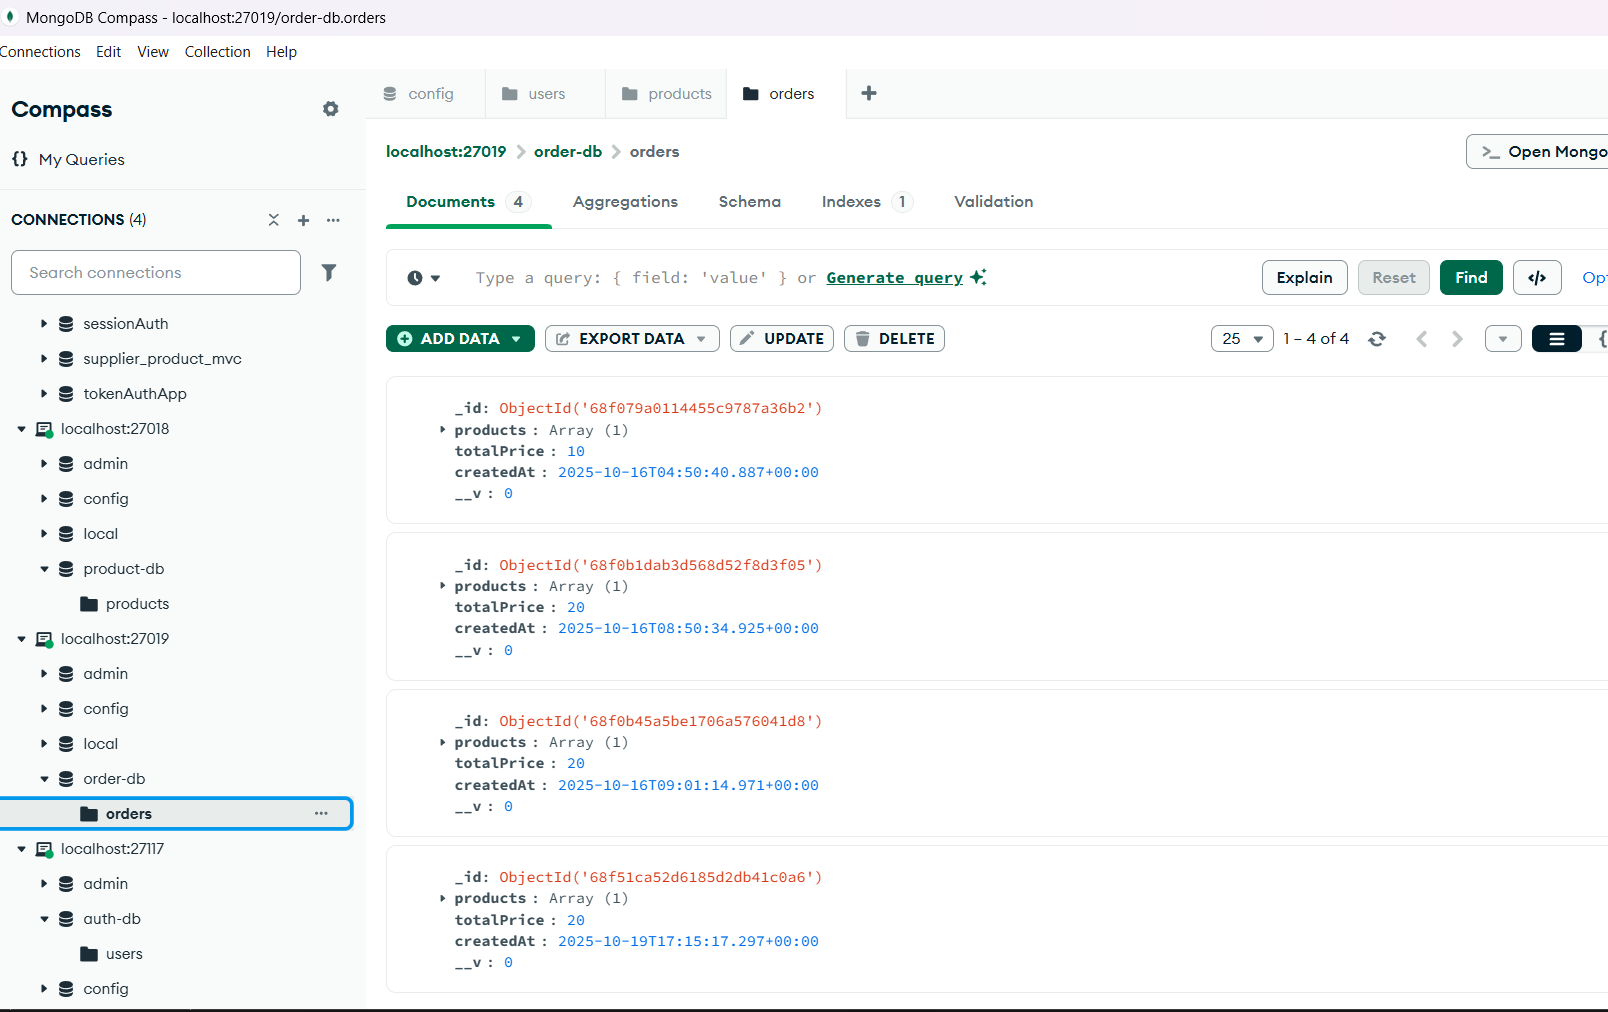 MongoDB Compass - localhost:27019/order-db.orders
Connections Edit View Collection Help
Compass
{} My Queries
CONNECTIONS (4)
Search connections
sessionAuth
supplier_product_mvc
tokenAuthApp
localhost:27018
admin
config
local
product-db
products
localhost:27019
admin
config
local
order-db
orders
localhost:27117
admin
auth-db
users
config
config users products orders
localhost:27019 > order-db > orders
>_ Open Mongo
Documents 4 Aggregations Schema Indexes 1 Validation
Type a query: { field: 'value' } or Generate query
Explain Reset Find </> Opt
ADD DATA EXPORT DATA UPDATE DELETE
25 1 – 4 of 4
_id: ObjectId('68f079a0114455c9787a36b2')
products : Array (1)
totalPrice : 10
createdAt : 2025-10-16T04:50:40.887+00:00
__v : 0
_id: ObjectId('68f0b1dab3d568d52f8d3f05')
products : Array (1)
totalPrice : 20
createdAt : 2025-10-16T08:50:34.925+00:00
__v : 0
_id: ObjectId('68f0b45a5be1706a576041d8')
products : Array (1)
totalPrice : 20
createdAt : 2025-10-16T09:01:14.971+00:00
__v : 0
_id: ObjectId('68f51ca52d6185d2db41c0a6')
products : Array (1)
totalPrice : 20
createdAt : 2025-10-19T17:15:17.297+00:00
__v : 0